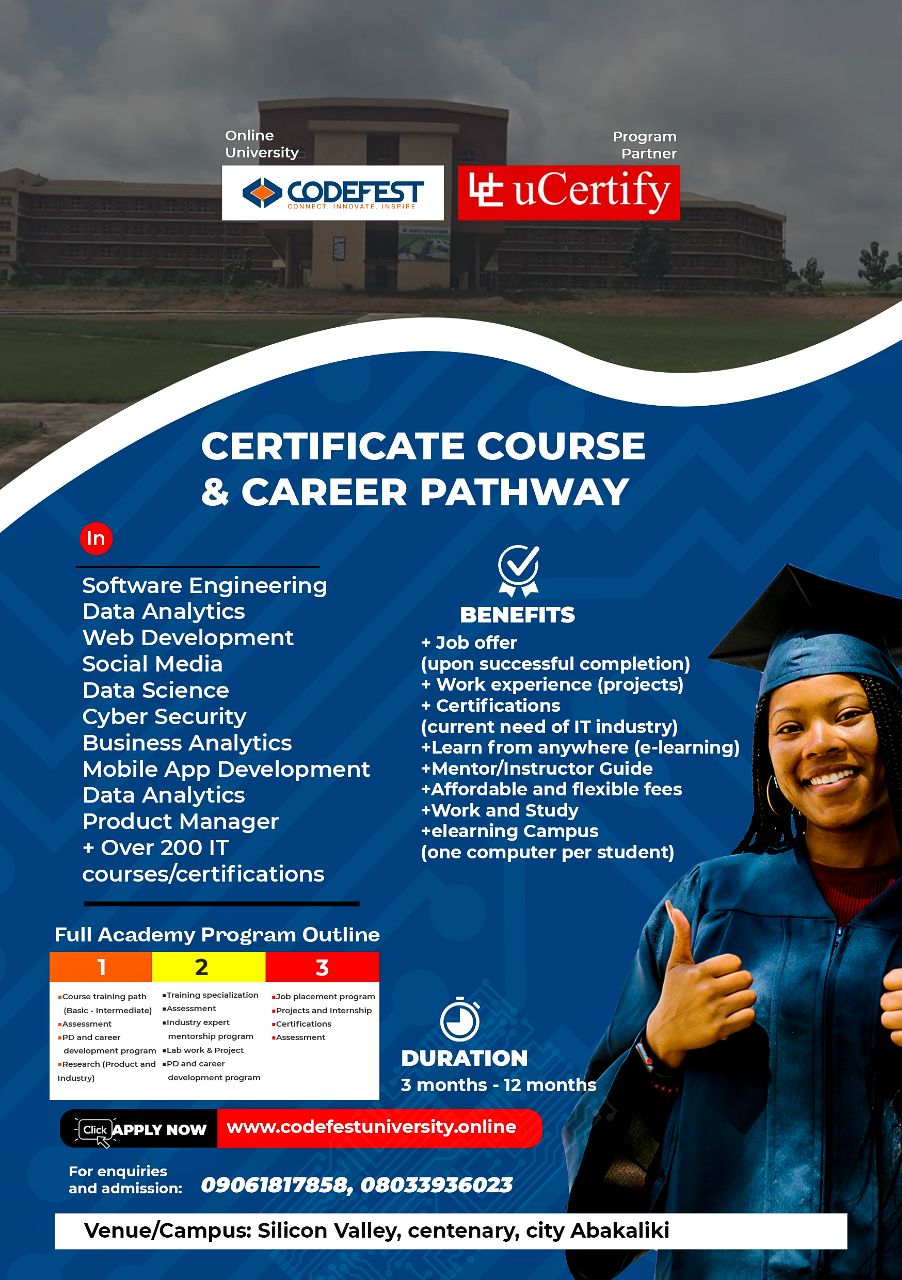 Online
University
CODEFEST
CONNECT. INNOVATE. INSPIRE
Program
Partner
uCertify
CERTIFICATE COURSE
& CAREER PATHWAY
In
Software Engineering
Data Analytics
Web Development
Social Media
Data Science
Cyber Security
Business Analytics
Mobile App Development
Data Analytics
Product Manager
+ Over 200 IT
courses/certifications
BENEFITS
+ Job offer
(upon successful completion)
+ Work experience (projects)
+ Certifications
(current need of IT industry)
+Learn from anywhere (e-learning)
+Mentor/Instructor Guide
+Affordable and flexible fees
+Work and Study
+elearning Campus
(one computer per student)
Full Academy Program Outline
1
▪Course training path
(Basic - Intermediate)
▪Assessment
▪PD and career
development program
▪Research (Product and
Industry)
2
▪Training specialization
▪Assessment
▪Industry expert
mentorship program
▪Lab work & Project
▪PD and career
development program
3
▪Job placement program
▪Projects and Internship
▪Certifications
▪Assessment
DURATION
3 months - 12 months
Click APPLY NOW www.codefestuniversity.online
For enquiries
and admission: 09061817858, 08033936023
Venue/Campus: Silicon Valley, centenary, city Abakaliki